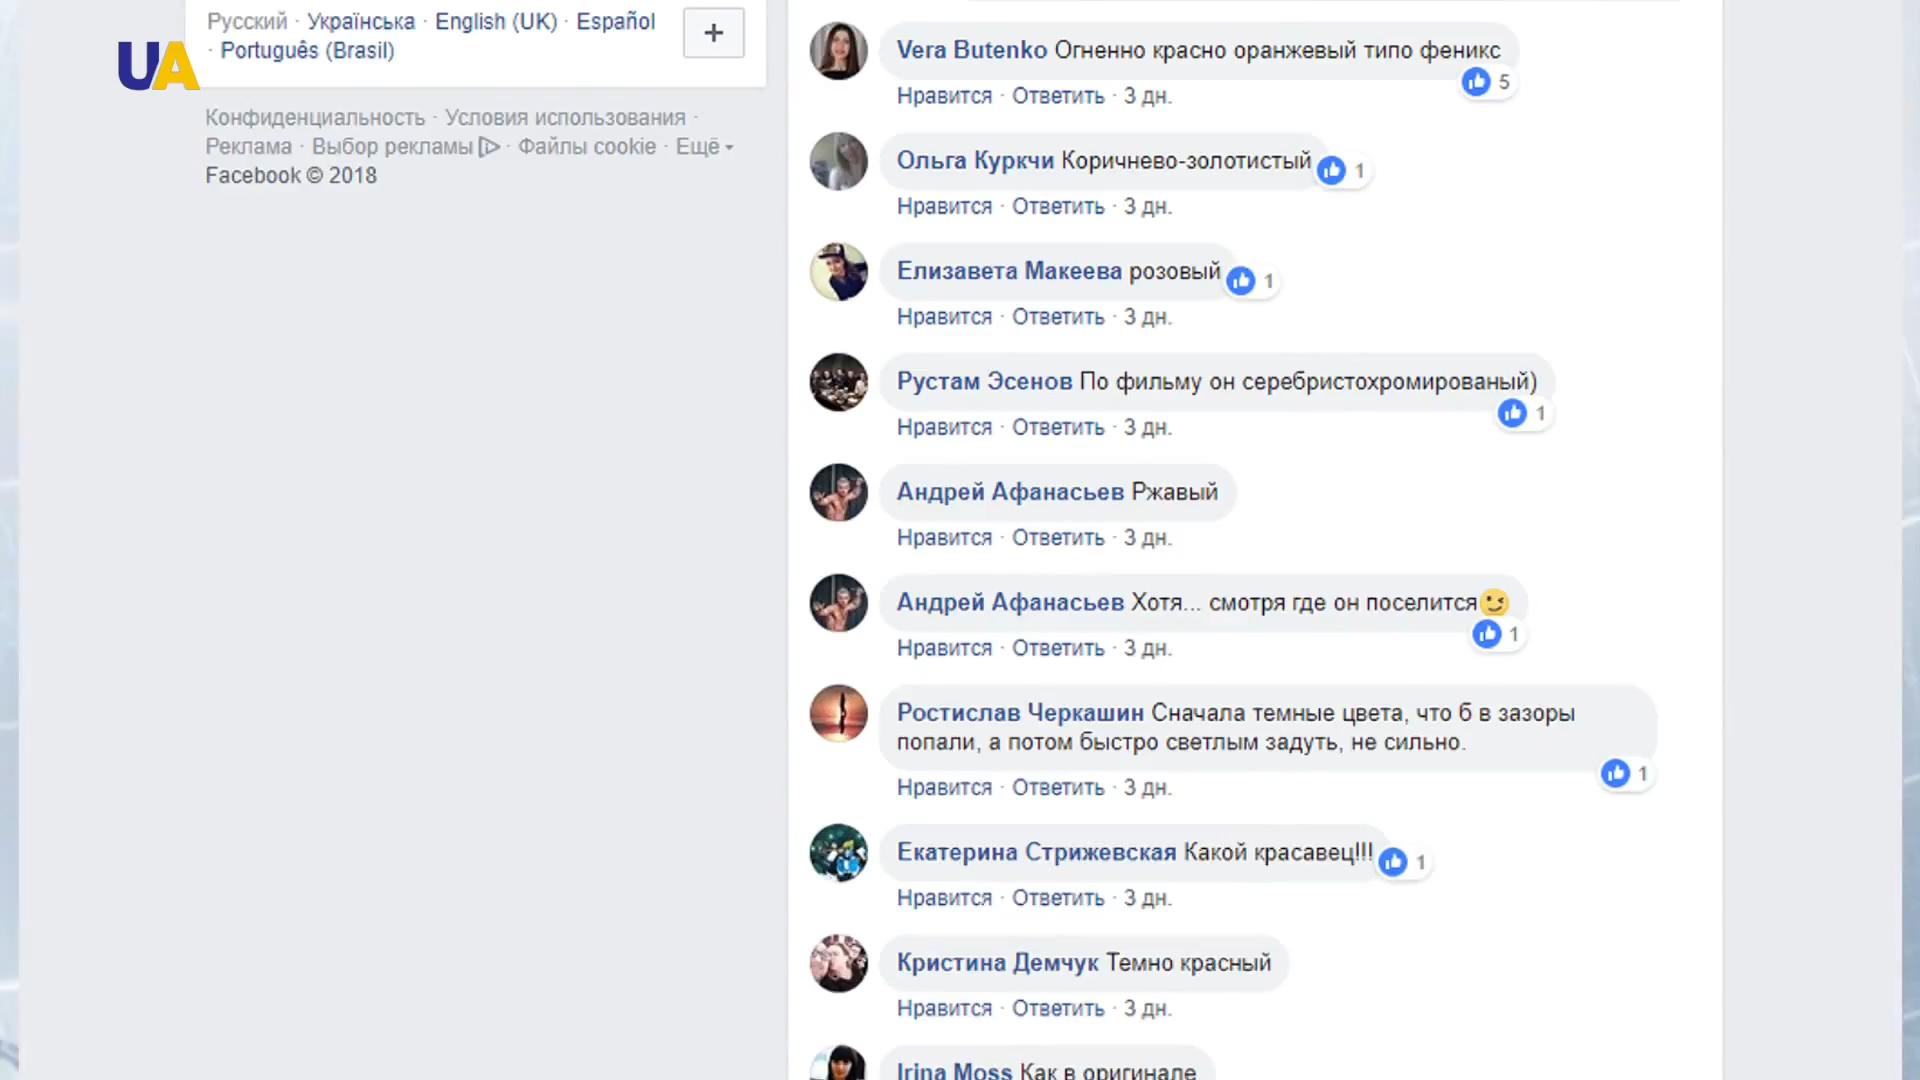 Русский · Українська · English (UK) · Español
· Português (Brasil)
+
UA
Конфиденциальность · Условия использования ·
Реклама · Выбор рекламы · Файлы cookie · Ещё
Facebook © 2018
Vera Butenko Огненно красно оранжевый типо феникс
5
Нравится · Ответить · 3 дн.
Ольга Куркчи Коричнево-золотистый
1
Нравится · Ответить · 3 дн.
Елизавета Макеева розовый
1
Нравится · Ответить · 3 дн.
Рустам Эсенов По фильму он серебристохромированый)
1
Нравится · Ответить · 3 дн.
Андрей Афанасьев Ржавый
Нравится · Ответить · 3 дн.
Андрей Афанасьев Хотя... смотря где он поселится😉
1
Нравится · Ответить · 3 дн.
Ростислав Черкашин Сначала темные цвета, что б в зазоры
попали, а потом быстро светлым задуть, не сильно.
1
Нравится · Ответить · 3 дн.
Екатерина Стрижевская Какой красавец!!!
1
Нравится · Ответить · 3 дн.
Кристина Демчук Темно красный
Нравится · Ответить · 3 дн.
Irina Moss Как в оригинале